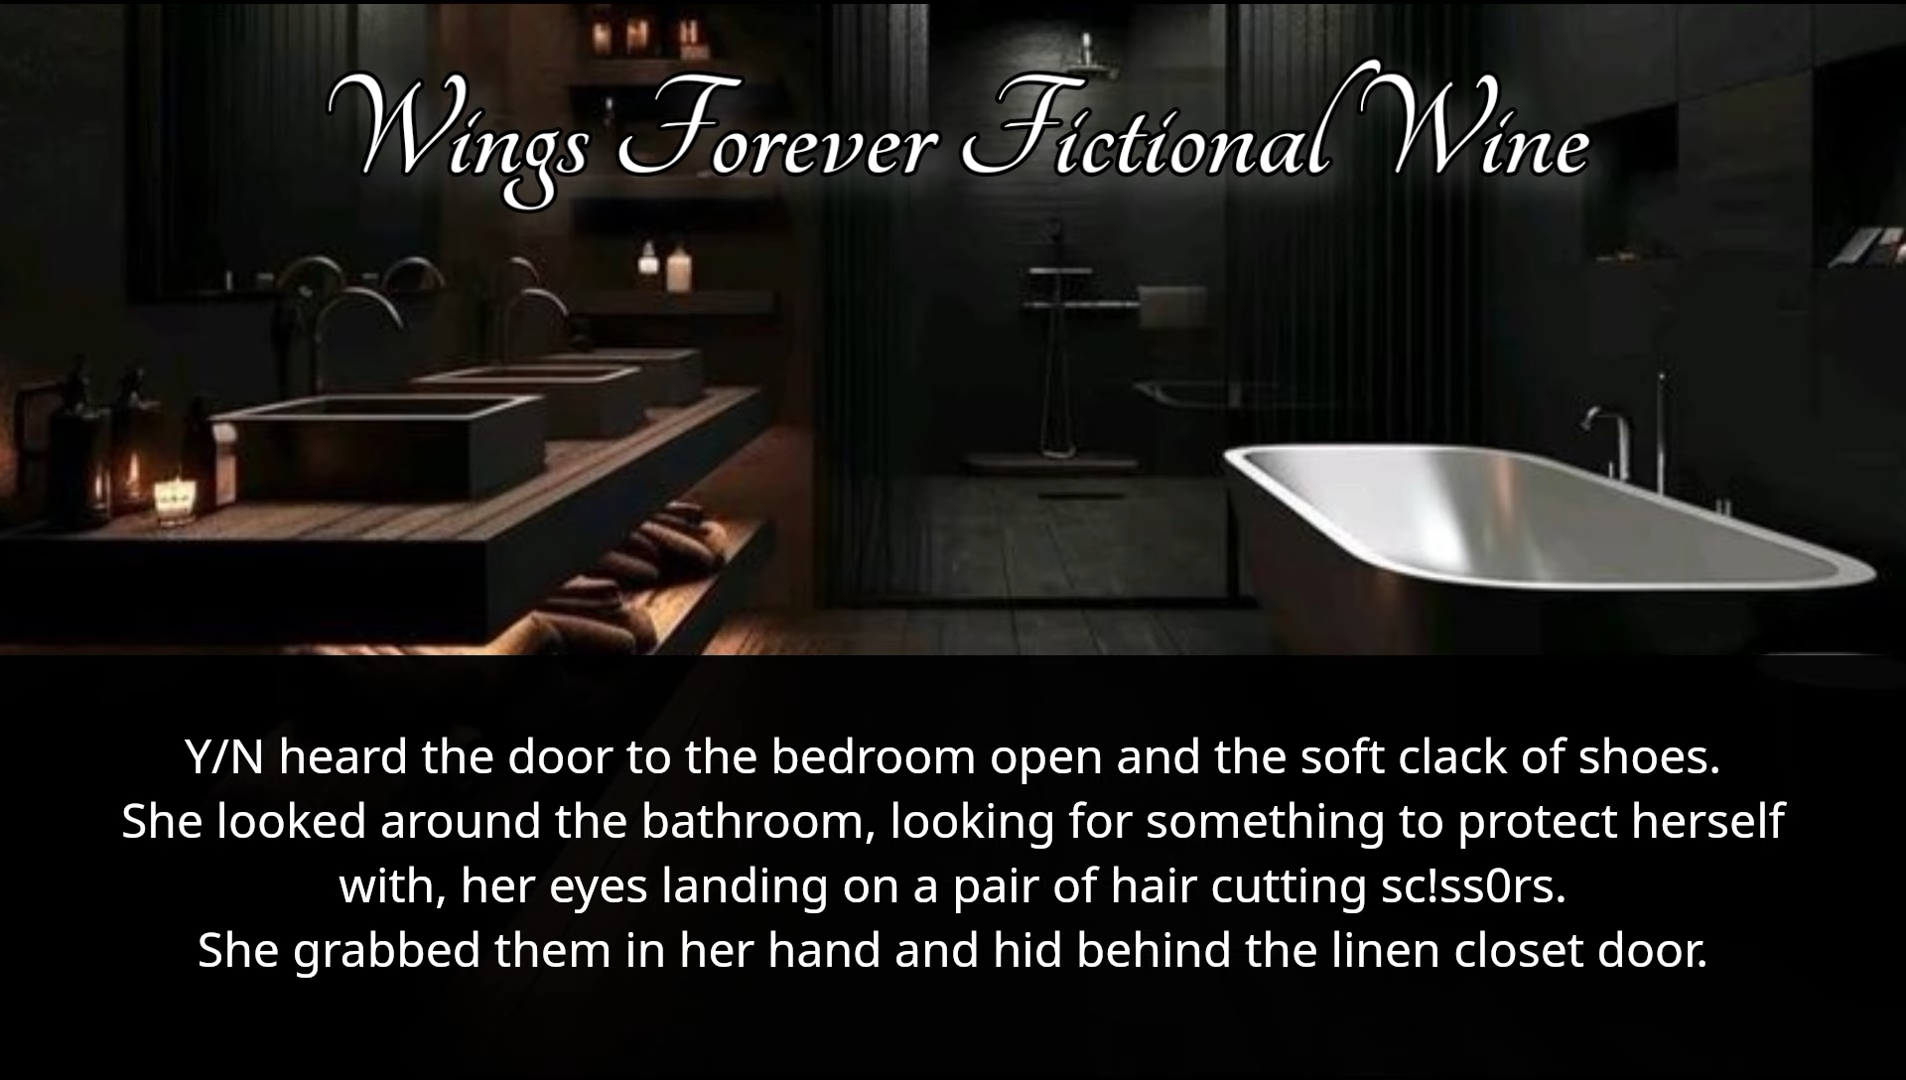 Wings Forever Fictional Wine
Y/N heard the door to the bedroom open and the soft clack of shoes.
She looked around the bathroom, looking for something to protect herself
with, her eyes landing on a pair of hair cutting sc!ss0rs.
She grabbed them in her hand and hid behind the linen closet door.